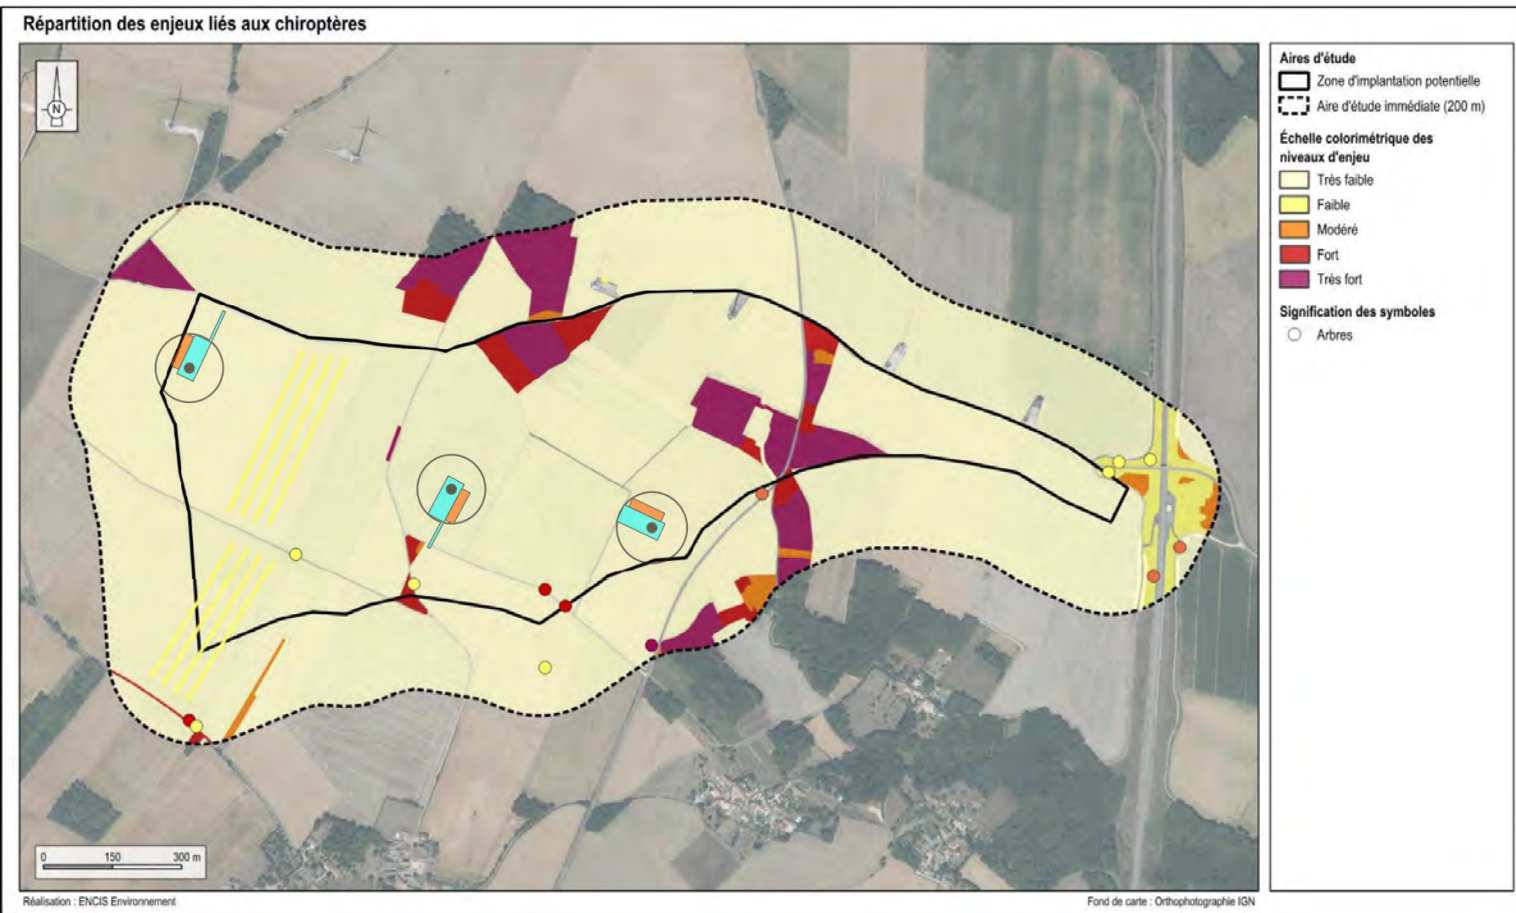 Répartition des enjeux liés aux chiroptères
N
Aires d'étude
Zone d'implantation potentielle
Aire d'étude immédiate (200 m)
Échelle colorimétrique des
niveaux d'enjeu
Très faible
Faible
Modéré
Fort
Très fort
Signification des symboles
Arbres
0 150 300 m
Réalisation : ENCIS Environnement
Fond de carte : Orthophotographie IGN